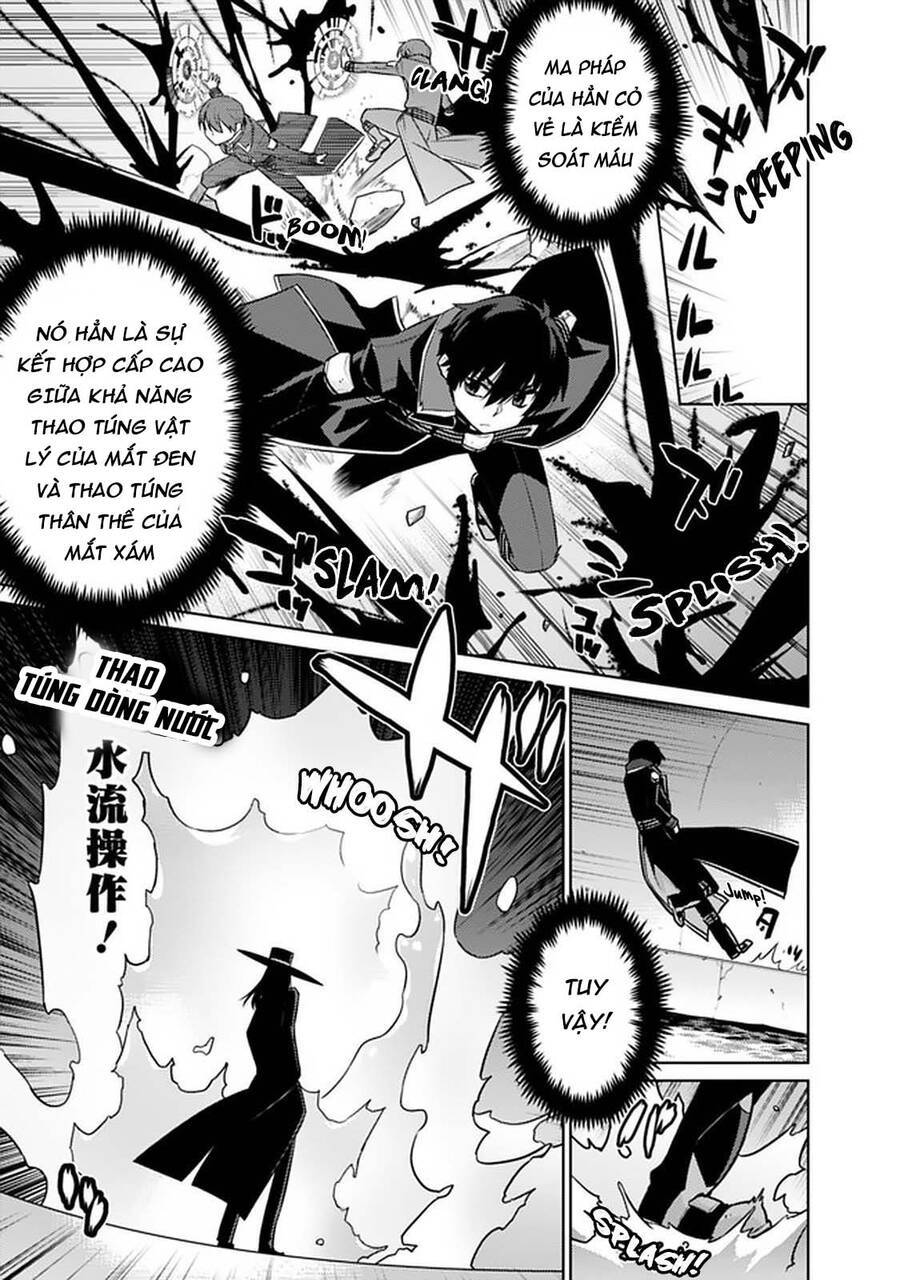 MA PHÁP
CỦA HẮN CÓ
VẺ LÀ KIỂM
SOÁT MÁU
CLANG!
CREEPING
BOOM!
ドド
NÓ HẲN LÀ SỰ
KẾT HỢP CẤP CAO
GIỮA KHẢ NĂNG
THAO TÚNG VẬT
LÝ CỦA MẮT ĐEN
VÀ THAO TÚNG
THÂN THỂ CỦA
MẮT XÁM
SLAM!
SPLISH!
Jump!
TUY
VẬY!
SPLASH!
WHOOSH!
THAO
TÚNG DÒNG NƯỚC
水流操作！